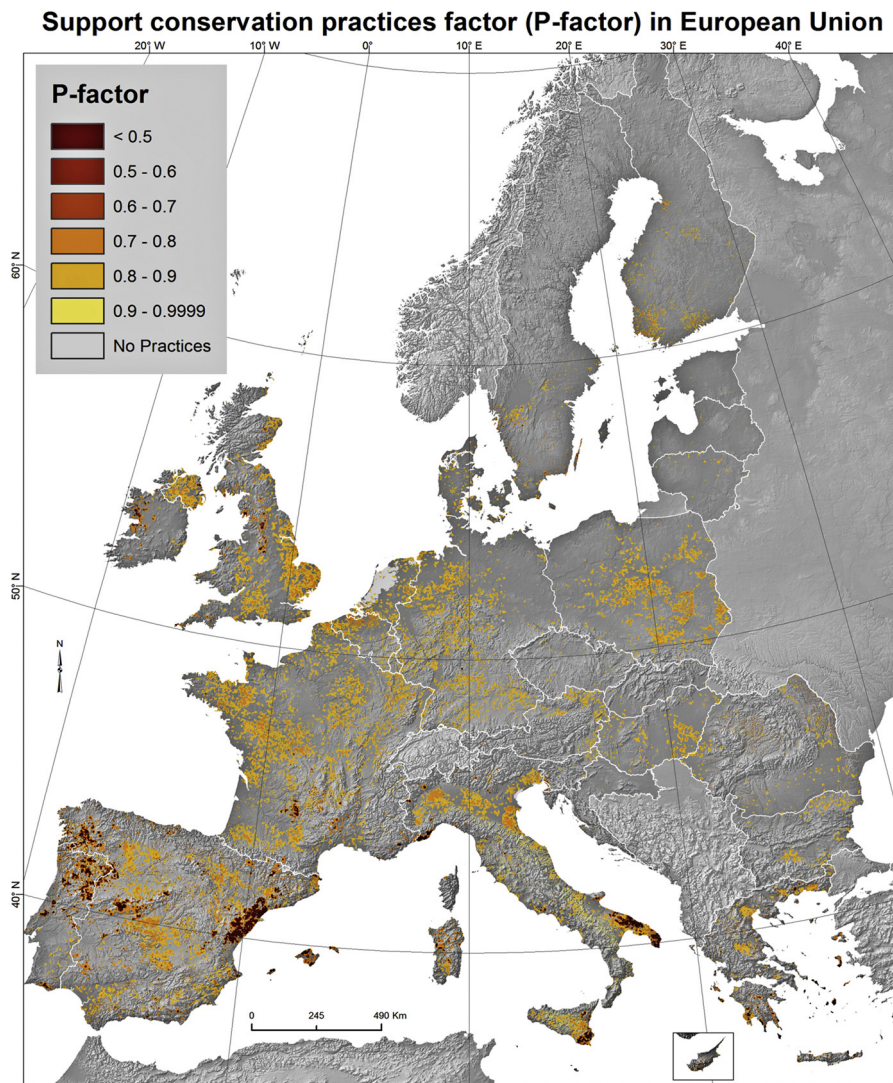 Support conservation practices factor (P-factor) in European Union
20° W
10° W
0°
10° E
20° E
30° E
40° E
P-factor
< 0.5
0.5 - 0.6
0.6 - 0.7
0.7 - 0.8
0.8 - 0.9
0.9 - 0.9999
No Practices
60° N
50° N
N
40° N
0
245
490 Km